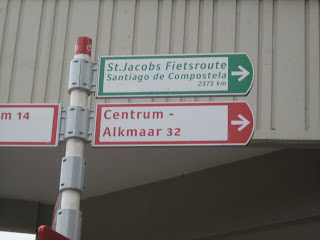 St.Jacobs Fietsroute
Santiago de Compostela
2375 km
m 14
Centrum -
Alkmaar 32